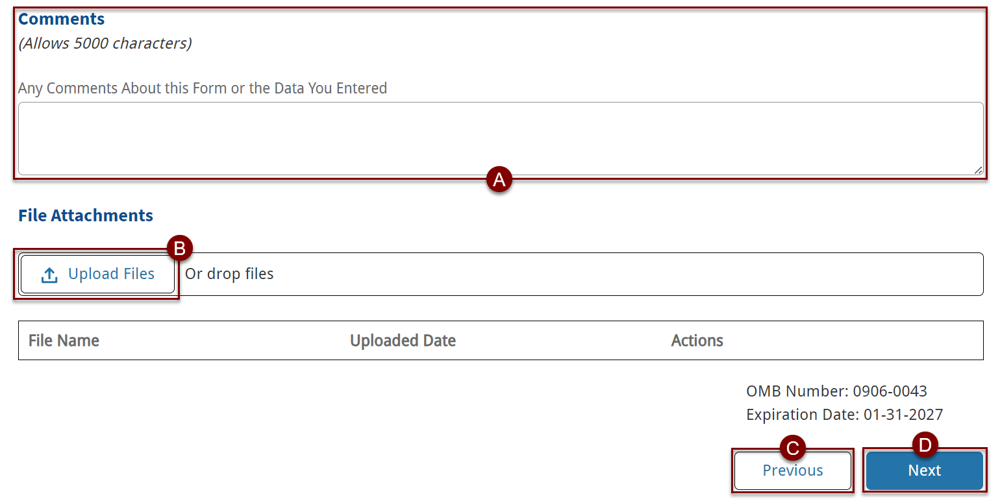 Comments
(Allows 5000 characters)
Any Comments About this Form or the Data You Entered
A
File Attachments
B
Upload Files Or drop files
File Name Uploaded Date Actions
OMB Number: 0906-0043
Expiration Date: 01-31-2027
C D
Previous Next